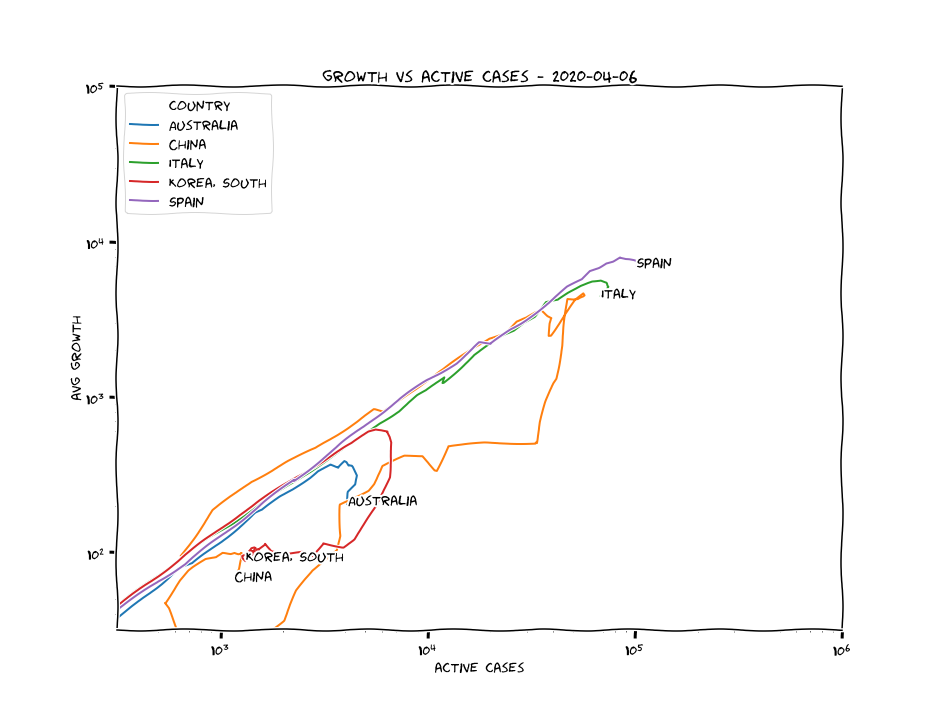 GROWTH VS ACTIVE CASES - 2020-04-06
10⁵
COUNTRY
AUSTRALIA
CHINA
ITALY
KOREA, SOUTH
SPAIN
10⁴
SPAIN
ITALY
AVG GROWTH
10³
AUSTRALIA
10²
KOREA, SOUTH
CHINA
10³ 10⁴ 10⁵ 10⁶
ACTIVE CASES